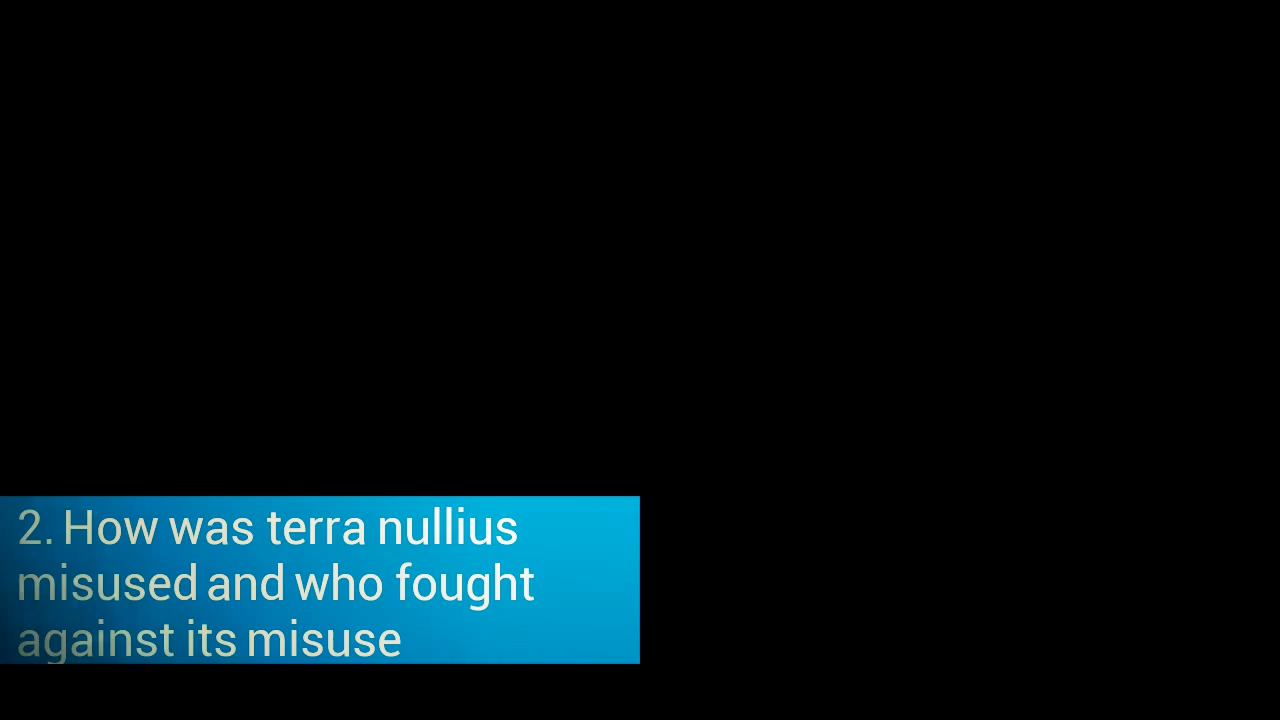 2. How was terra nullius
misused and who fought
against its misuse